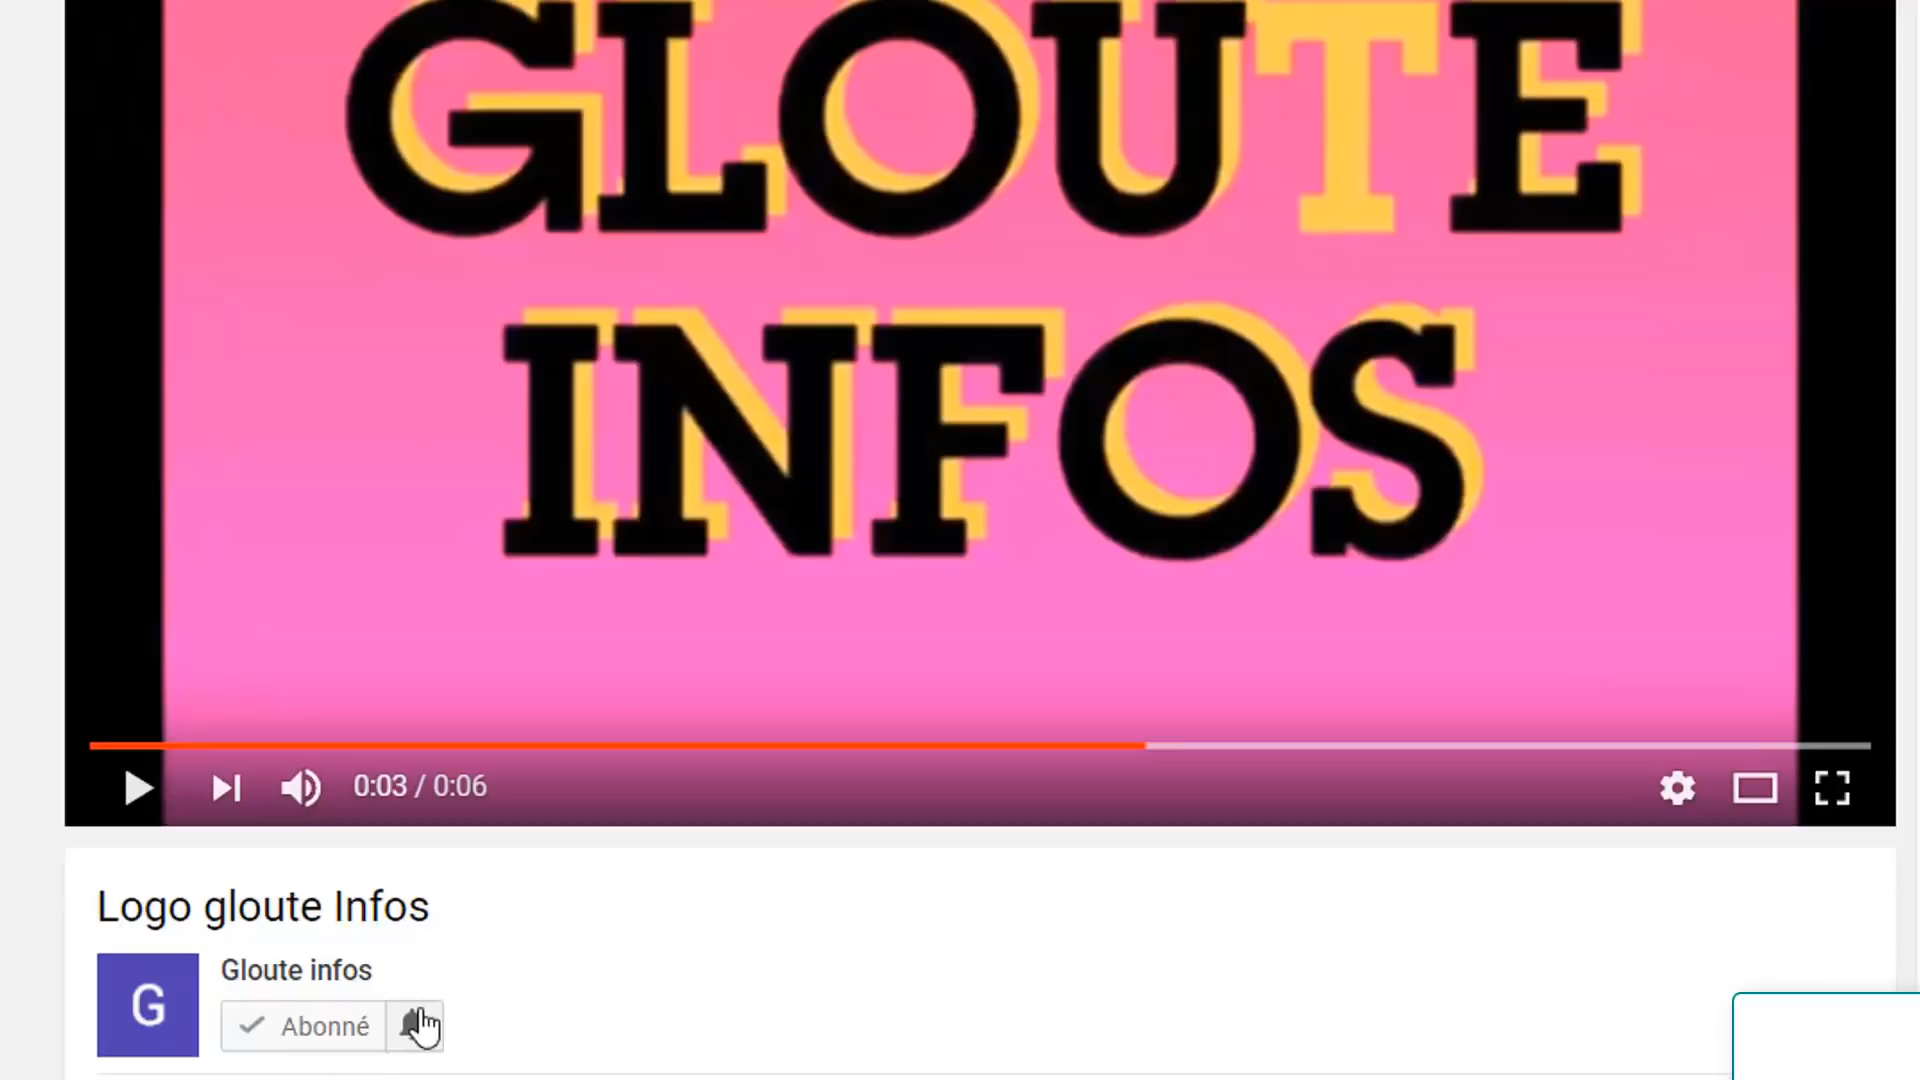 GLOUTE
INFOS
0:03 / 0:06
Logo gloute Infos
G
Gloute infos
Abonné